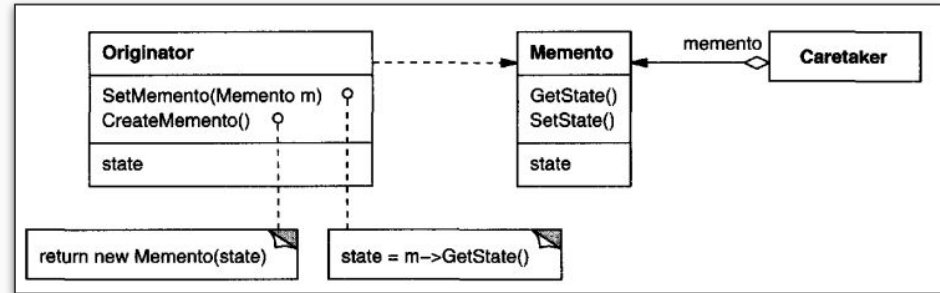 Originator
SetMemento(Memento m)
CreateMemento()
state
Memento
GetState()
SetState()
state
memento
Caretaker
return new Memento(state)
state = m->GetState()